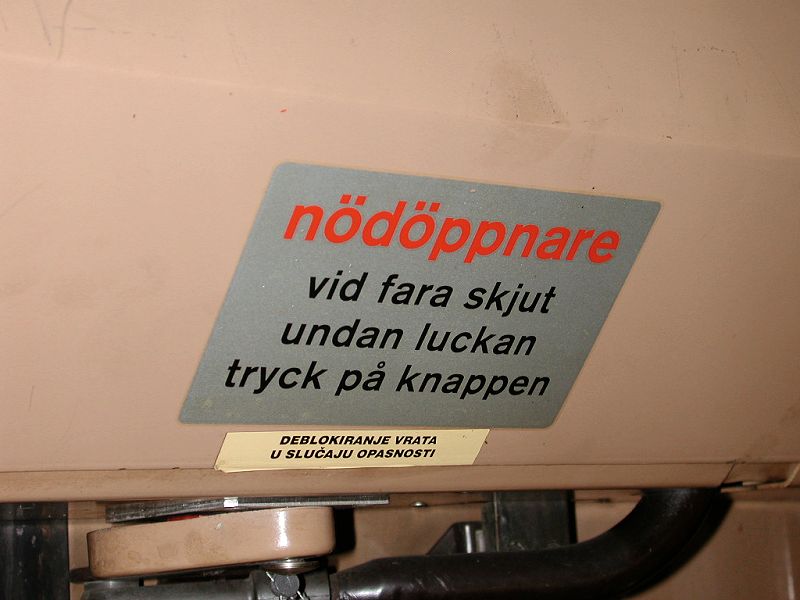 nödöppnare
vid fara skjut
undan luckan
tryck på knappen
DEBLOKIRANJE VRATA
U SLUČAJU OPASNOSTI